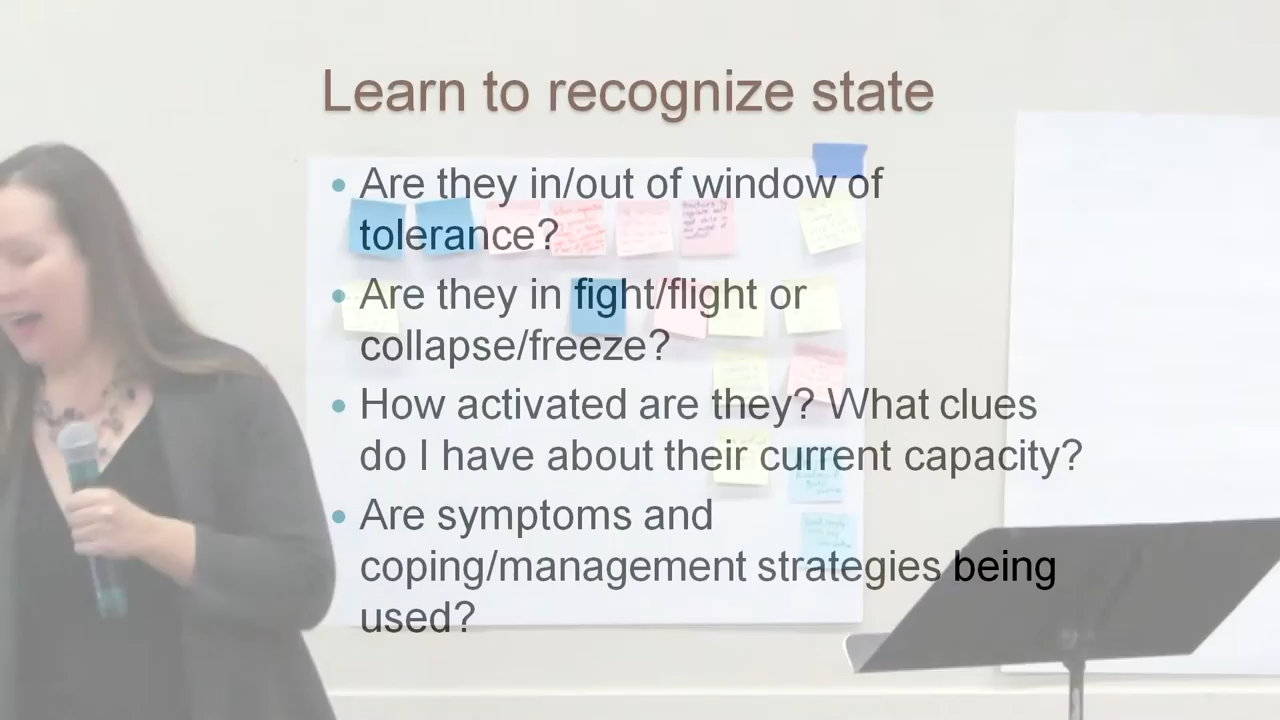 Learn to recognize state
• Are they in/out of window of
tolerance?
• Are they in fight/flight or
collapse/freeze?
• How activated are they? What clues
do I have about their current capacity?
• Are symptoms and
coping/management strategies being
used?